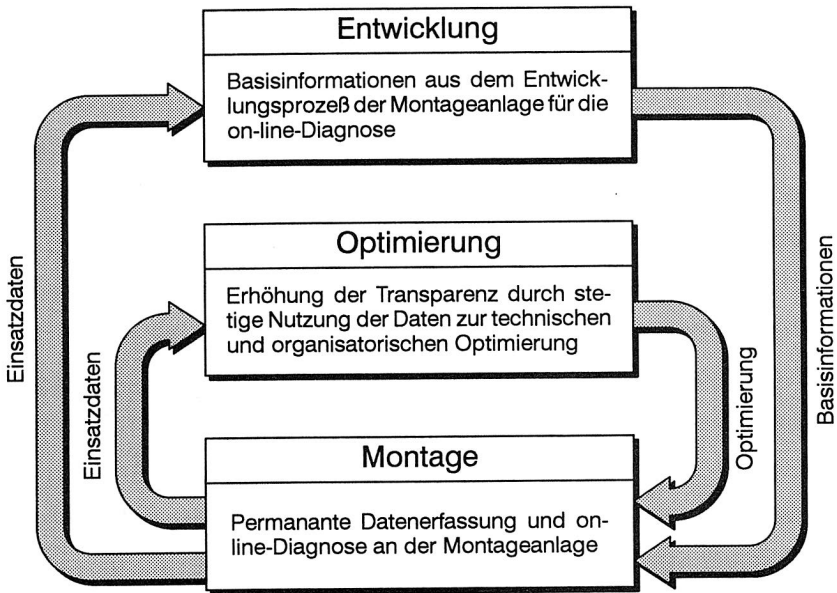 Entwicklung
Basisinformationen aus dem Entwick-
lungsprozeß der Montageanlage für die
on-line-Diagnose
Optimierung
Erhöhung der Transparenz durch ste-
tige Nutzung der Daten zur technischen
und organisatorischen Optimierung
Montage
Permanante Datenerfassung und on-
line-Diagnose an der Montageanlage
Einsatzdaten
Einsatzdaten
Optimierung
Basisinformationen